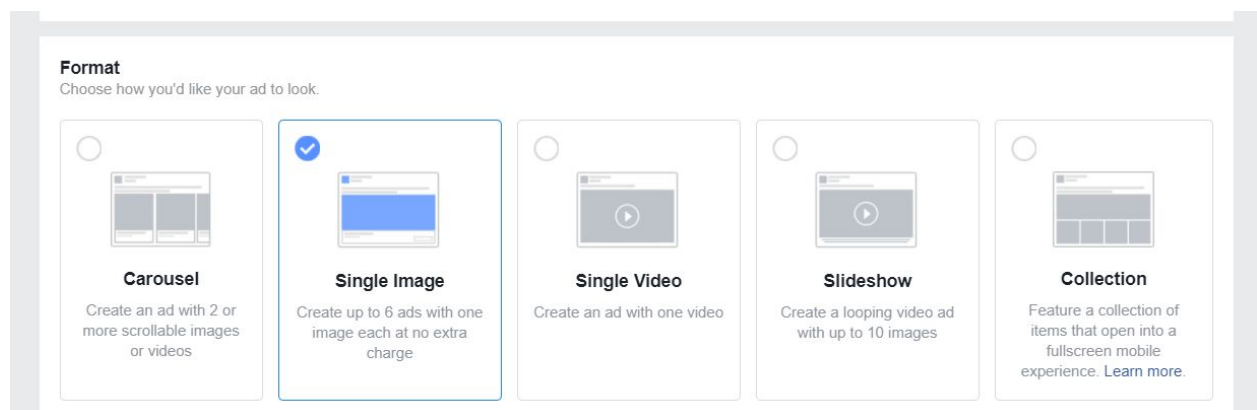 Format
Choose how you'd like your ad to look.
Carousel
Create an ad with 2 or
more scrollable images
or videos
Single Image
Create up to 6 ads with one
image each at no extra
charge
Single Video
Create an ad with one video
Slideshow
Create a looping video ad
with up to 10 images
Collection
Feature a collection of
items that open into a
fullscreen mobile
experience. Learn more.